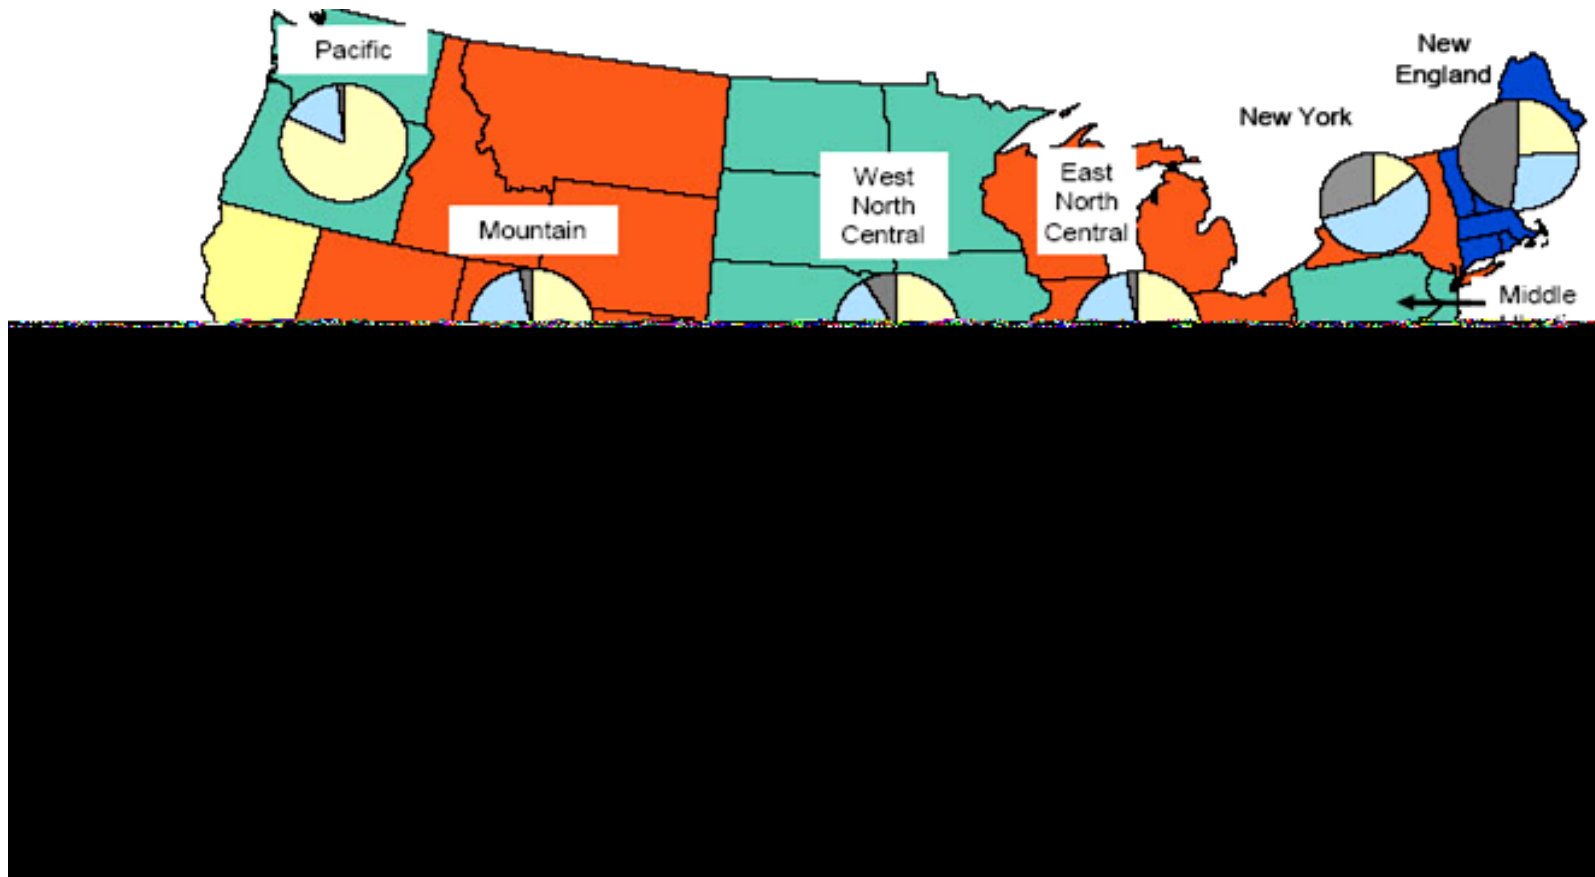 Pacific
New
England
New York
West
North
Central
East
North
Central
Mountain
Middle